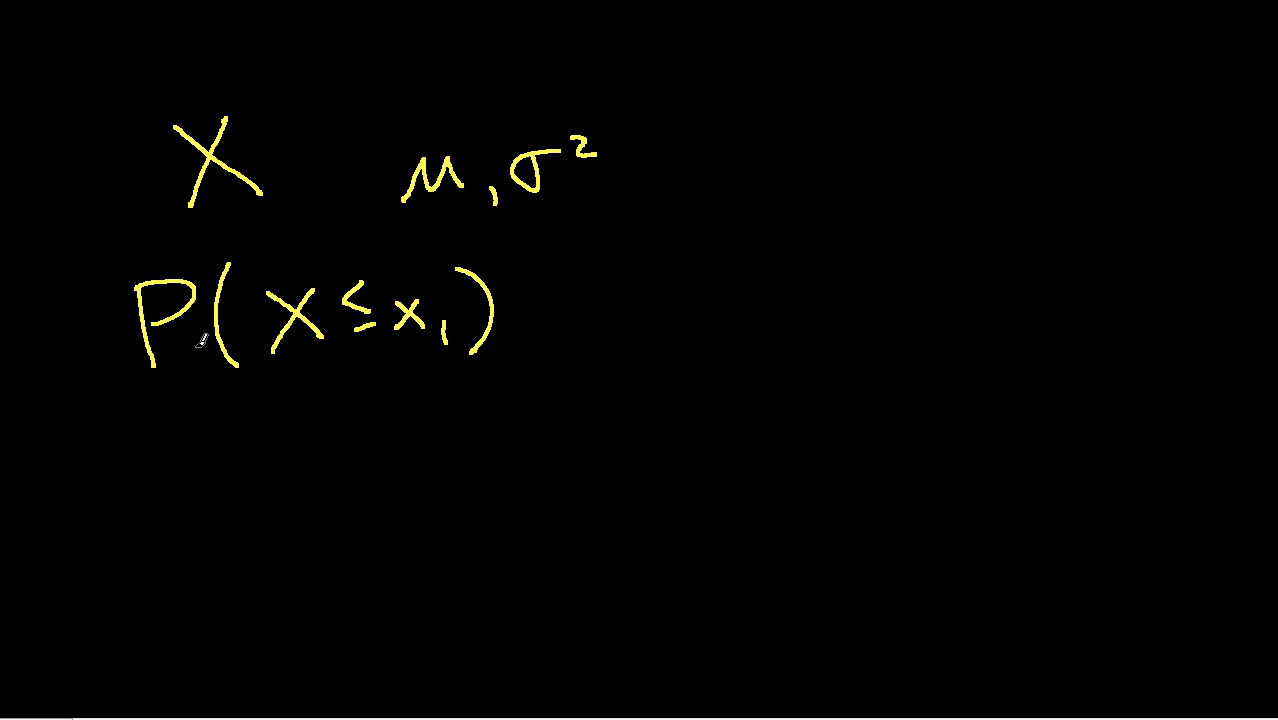 X μ, σ²
P(X ≤ x₁)